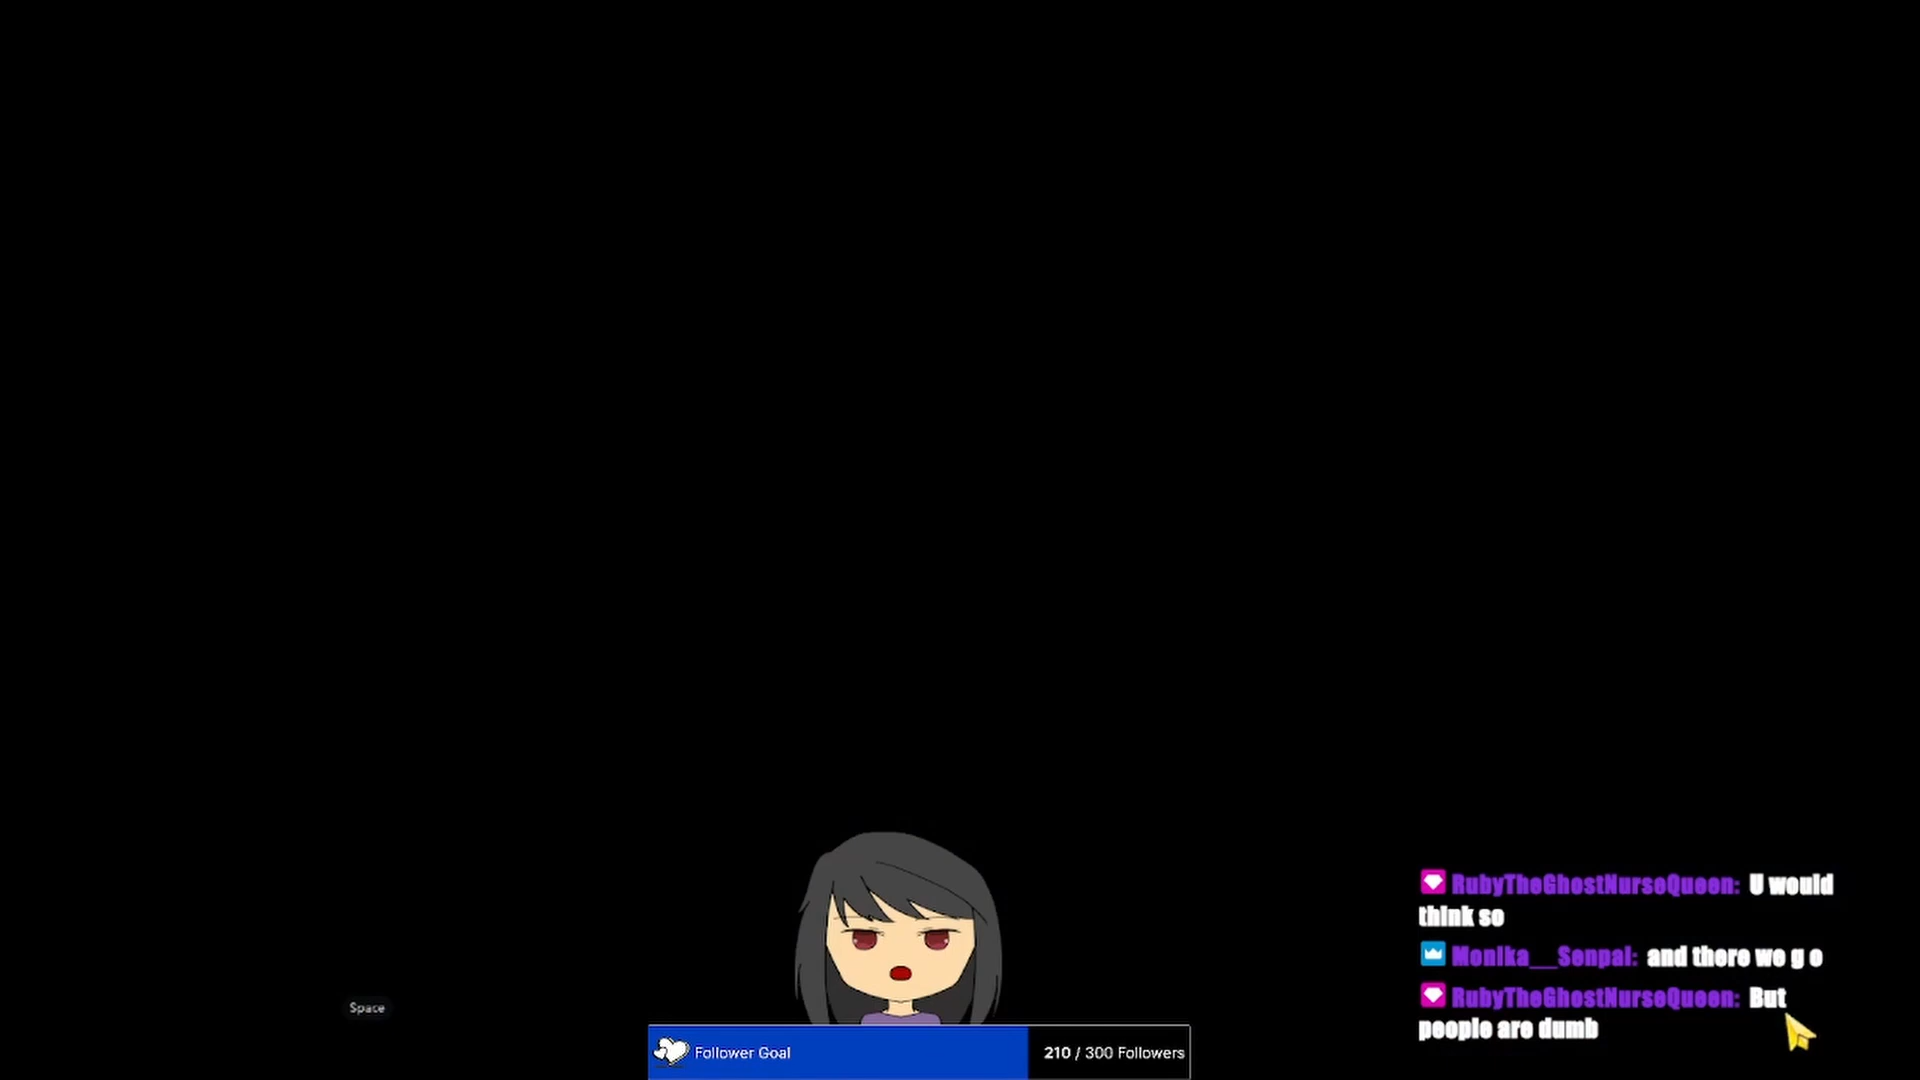 RubyTheGhostNurseQueen: U would
think so
Monika__Senpai: and there we g o
RubyTheGhostNurseQueen: But
people are dumb
Space
Follower Goal 210 / 300 Followers